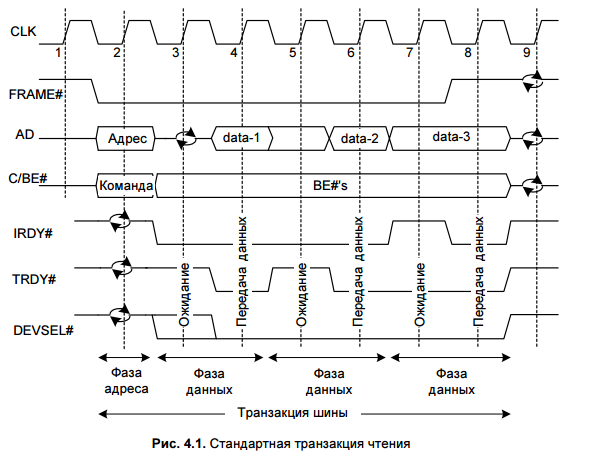 CLK
1 2 3 4 5 6 7 8 9
FRAME#
AD
Адрес
data-1
data-2
data-3
C/BE#
Команда
BE#'s
IRDY#
TRDY#
DEVSEL#
Ожидание
Передача данных
Ожидание
Передача данных
Ожидание
Передача данных
Фаза
адреса
Фаза
данных
Фаза
данных
Фаза
данных
Транзакция шины
Рис. 4.1. Стандартная транзакция чтения